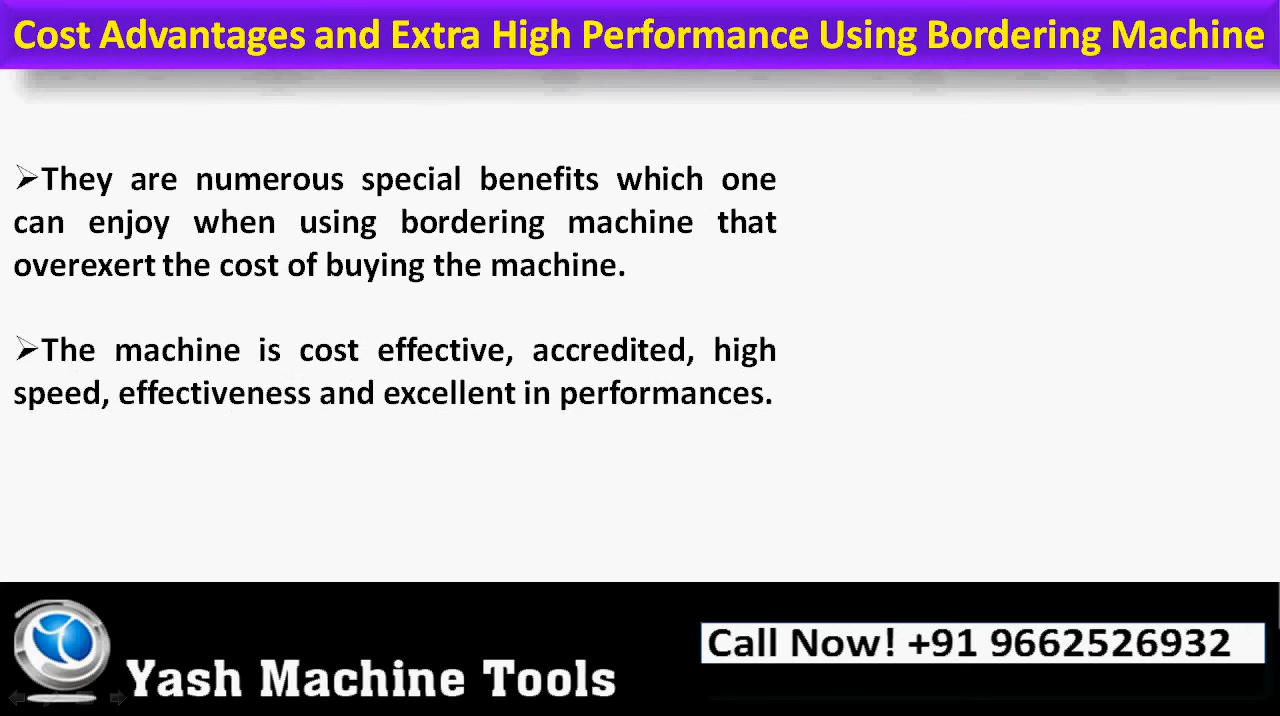 Cost Advantages and Extra High Performance Using Bordering Machine
➢They are numerous special benefits which one
can enjoy when using bordering machine that
overexert the cost of buying the machine.
➢The machine is cost effective, accredited, high
speed, effectiveness and excellent in performances.
Call Now! +91 9662526932
Yash Machine Tools